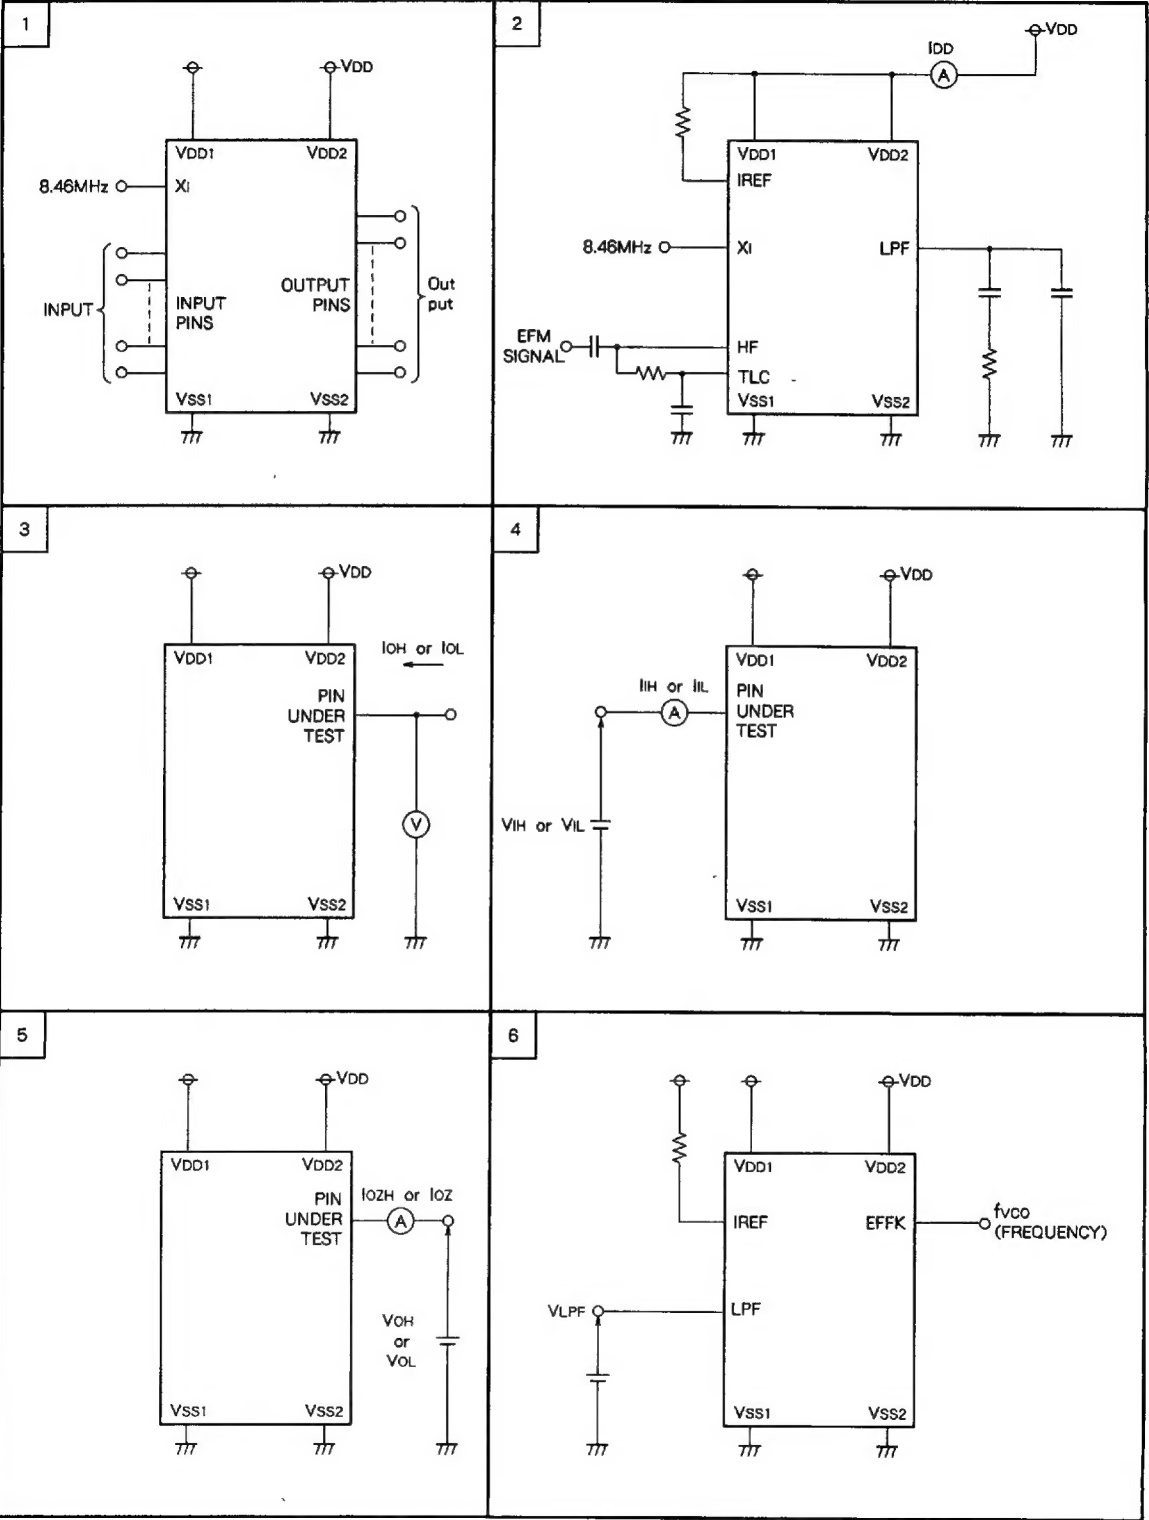 1
VDD
VDD1 VDD2
8.46MHz XI
INPUT
INPUT
PINS
OUTPUT
PINS
Out
put
VSS1 VSS2
2
VDD
IDD
A
VDD1 VDD2
IREF
8.46MHz XI LPF
EFM
SIGNAL
HF
TLC
VSS1 VSS2
3
VDD
VDD1 VDD2
IOH or IOL
PIN
UNDER
TEST
V
VSS1 VSS2
4
VDD
VDD1 VDD2
IIH or IIL
A
PIN
UNDER
TEST
VIH or VIL
VSS1 VSS2
5
VDD
VDD1 VDD2
PIN
UNDER
TEST
IOZH or IOZ
A
VOH
or
VOL
VSS1 VSS2
6
VDD
VDD1 VDD2
IREF EFFK
fVCO
(FREQUENCY)
VLPF LPF
VSS1 VSS2